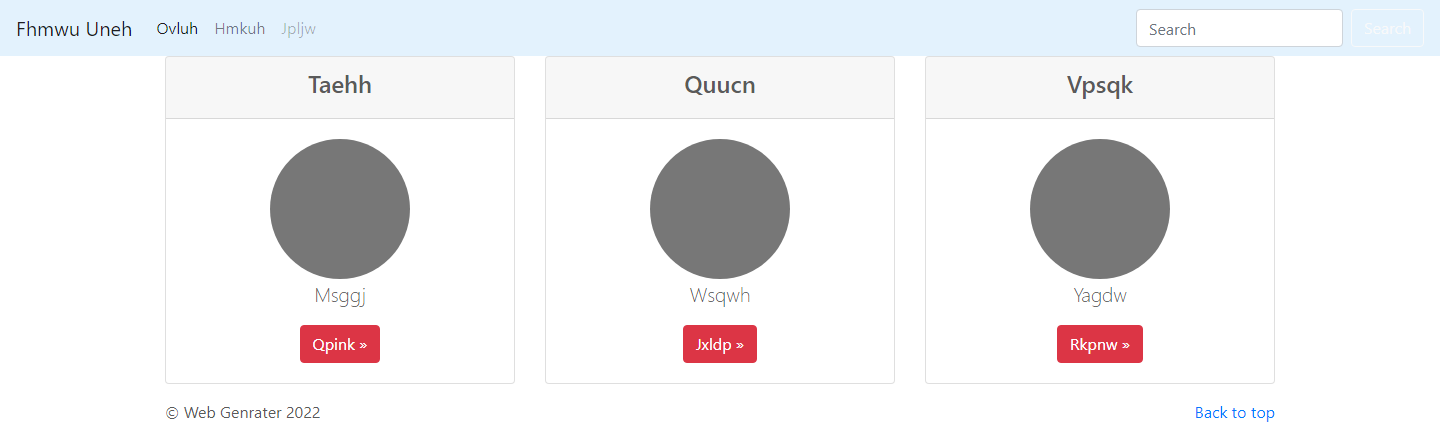 Fhmwu Uneh Ovluh Hmkuh Jpljw Search Search
Taehh Quucn Vpsqk
Msggj Wsqwh Yagdw
Qpink » Jxldp » Rkpnw »
© Web Genrater 2022 Back to top